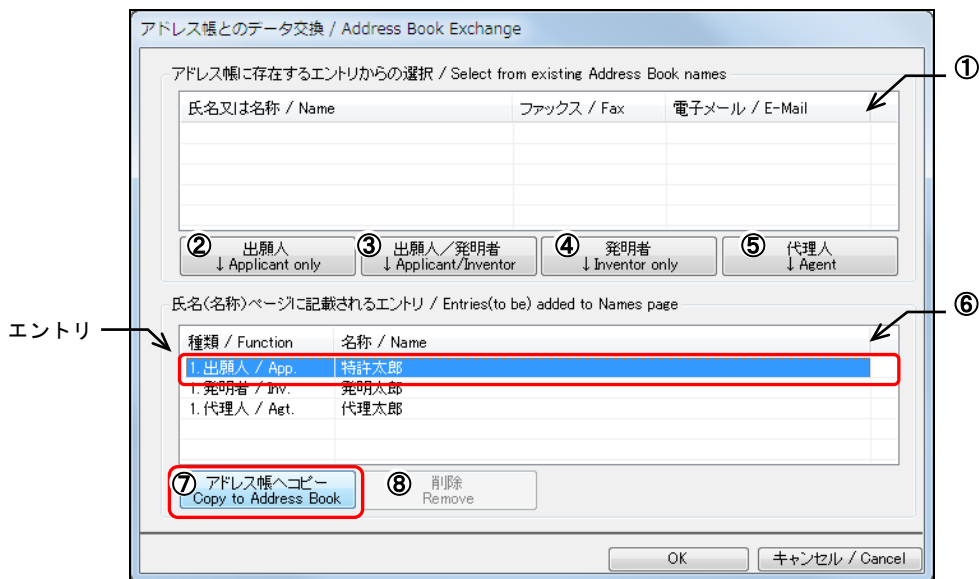 アドレス帳とのデータ交換 / Address Book Exchange
①
アドレス帳に存在するエントリからの選択 / Select from existing Address Book names
氏名又は名称 / Name ファックス / Fax 電子メール / E-Mail
② 出願人 ③ 出願人/発明者 ④ 発明者 ⑤ 代理人
↓Applicant only ↓Applicant/Inventor ↓Inventor only ↓Agent
⑥
氏名(名称)ページに記載されるエントリ / Entries(to be) added to Names page
エントリ
種類 / Function 名称 / Name
1.出願人 / App. 特許太郎
1.発明者 / Inv. 発明太郎
1.代理人 / Agt. 代理太郎
⑦ アドレス帳へコピー ⑧ 削除
Copy to Address Book Remove
OK キャンセル / Cancel